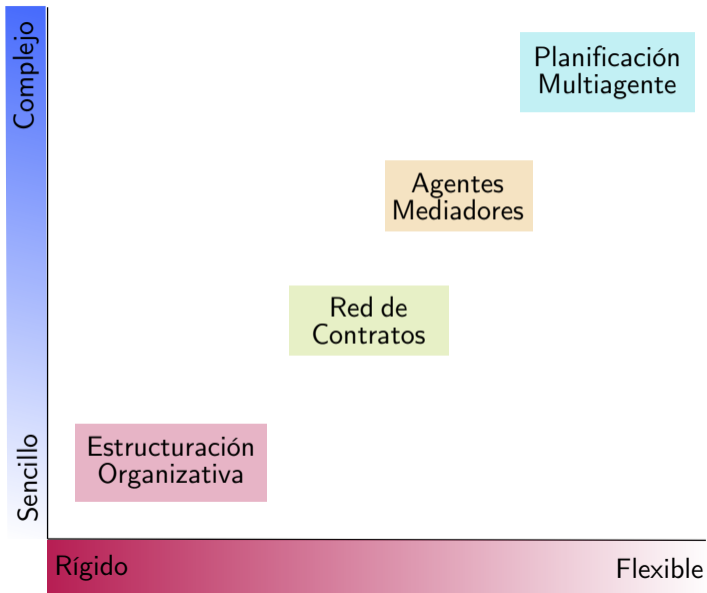 Complejo
Planificación
Multiagente
Agentes
Mediadores
Red de
Contratos
Estructuración
Organizativa
Sencillo
Rígido
Flexible